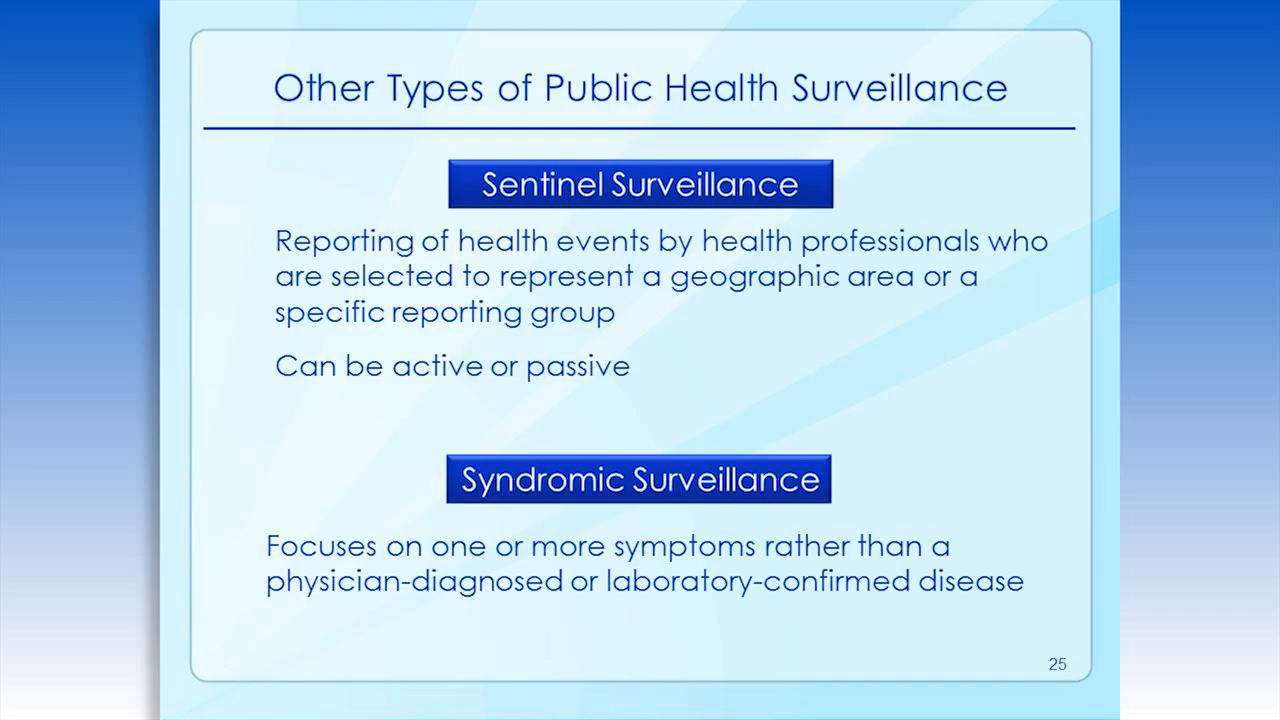 Other Types of Public Health Surveillance
Sentinel Surveillance
Reporting of health events by health professionals who
are selected to represent a geographic area or a
specific reporting group
Can be active or passive
Syndromic Surveillance
Focuses on one or more symptoms rather than a
physician-diagnosed or laboratory-confirmed disease
25